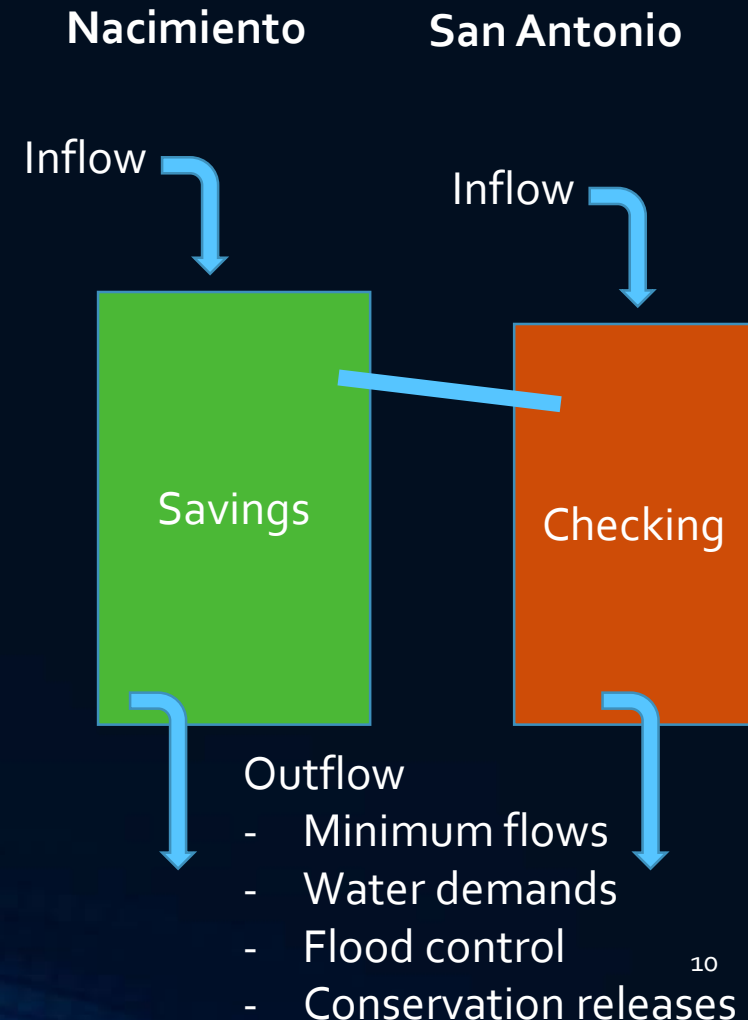 Nacimiento
San Antonio
Inflow
Inflow
Savings
Checking
Outflow
- Minimum flows
- Water demands
- Flood control
- Conservation releases
10